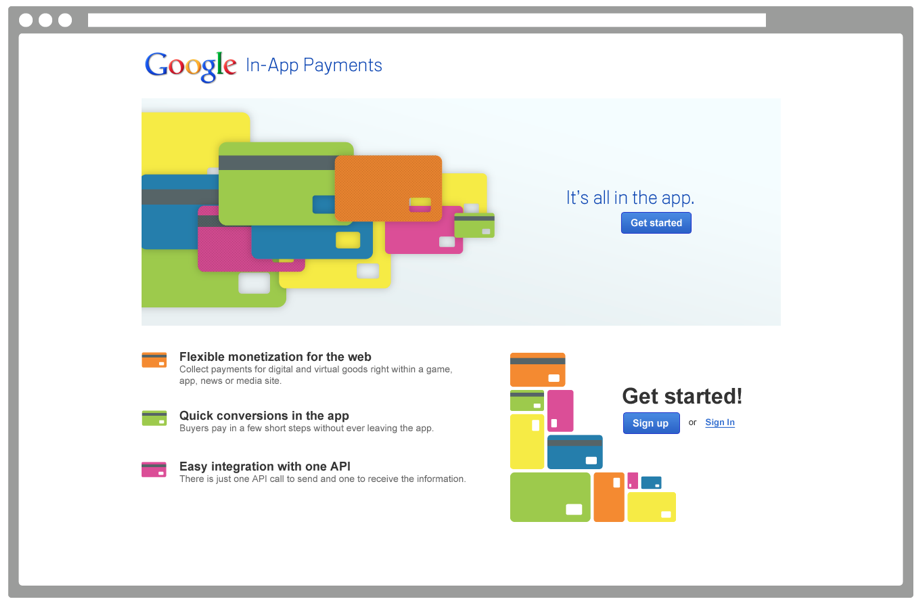 Google In-App Payments
It's all in the app.
Get started
Flexible monetization for the web
Collect payments for digital and virtual goods right within a game,
app, news or media site.
Quick conversions in the app
Buyers pay in a few short steps without ever leaving the app.
Easy integration with one API
There is just one API call to send and one to receive the information.
Get started!
Sign up or Sign In